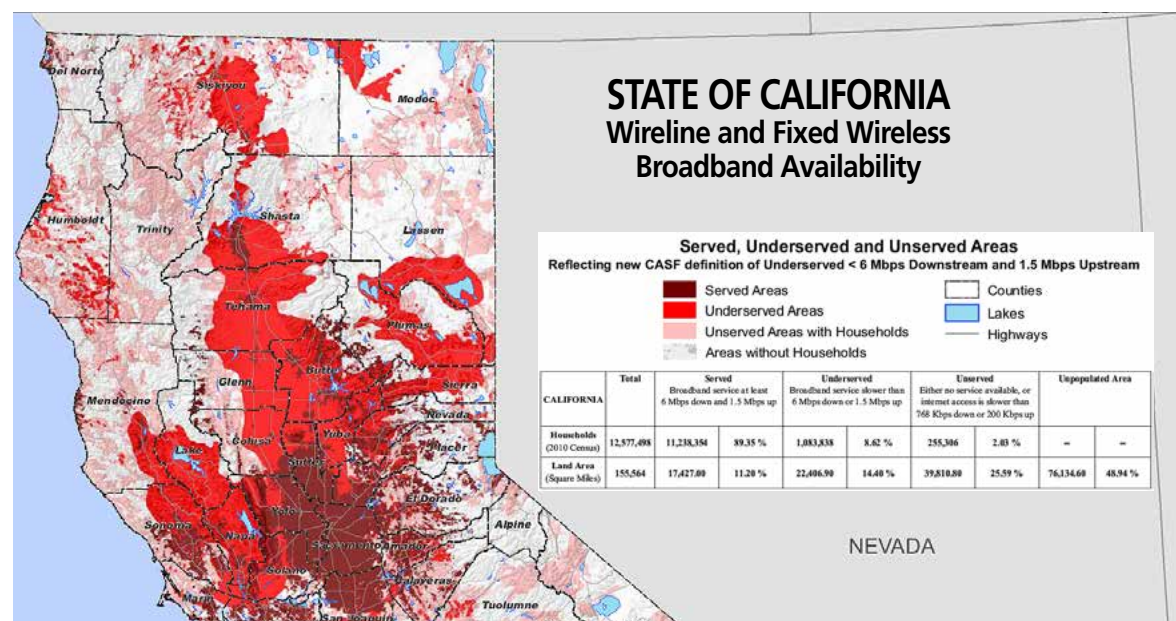 STATE OF CALIFORNIA
Wireline and Fixed Wireless
Broadband Availability
Served, Underserved and Unserved Areas
Reflecting new CASF definition of Underserved < 6 Mbps Downstream and 1.5 Mbps Upstream
Served Areas
Underserved Areas
Unserved Areas with Households
Areas without Households
Counties
Lakes
Highways
CALIFORNIA
Total
Served
Broadband service at least
6 Mbps down and 1.5 Mbps up
Underserved
Broadband service slower than
6 Mbps down or 1.5 Mbps up
Unserved
Either no service available, or
internet access is slower than
768 Kbps down or 200 Kbps up
Unpopulated Area
Households
(2010 Census)
12,577,498 11,238,354 89.35 % 1,083,838 8.62 % 255,306 2.03 % – –
Land Area
(Square Miles)
155,564 17,427.00 11.20 % 22,406.90 14.40 % 39,810.80 25.59 % 76,134.60 48.94 %
NEVADA
Del Norte
Siskiyou
Modoc
Humboldt
Trinity
Shasta
Lassen
Tehama
Plumas
Mendocino
Glenn
Butte
Sierra
Nevada
Colusa
Yuba
Placer
Lake
Sutter
El Dorado
Sonoma
Napa
Yolo
Alpine
Sacramento
Amador
Solano
Calaveras
Marin
Tuolumne
San Joaquin